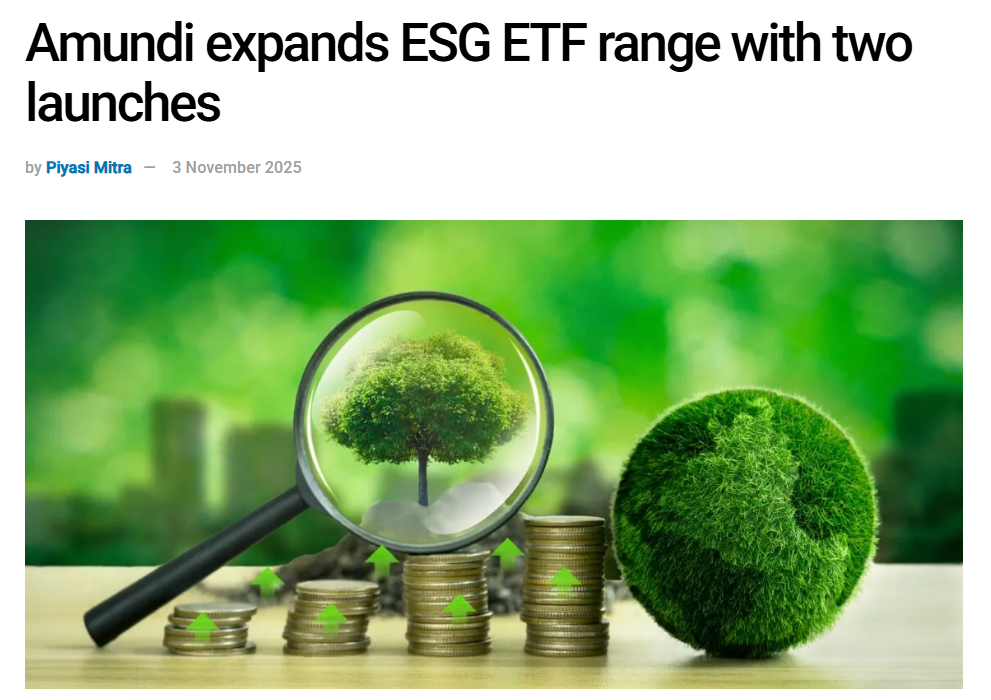 Amundi expands ESG ETF range with two
launches
by Piyasi Mitra — 3 November 2025